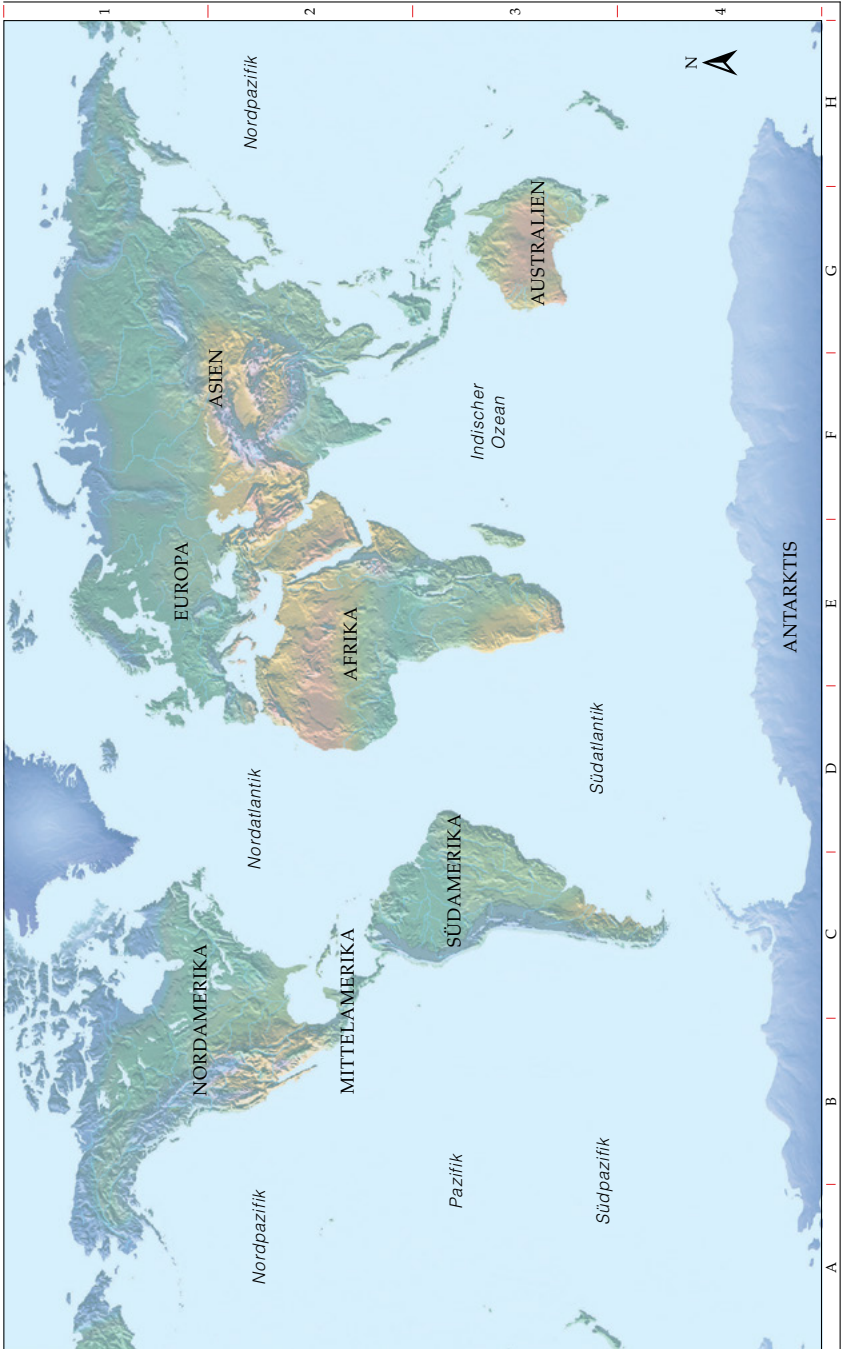 1
2
3
4
N
H
G
F
E
D
C
B
A
NORDAMERIKA
MITTELAMERIKA
SÜDAMERIKA
EUROPA
ASIEN
AFRIKA
AUSTRALIEN
ANTARKTIS
Nordpazifik
Nordatlantik
Nordpazifik
Pazifik
Südpazifik
Südatlantik
Indischer
Ozean